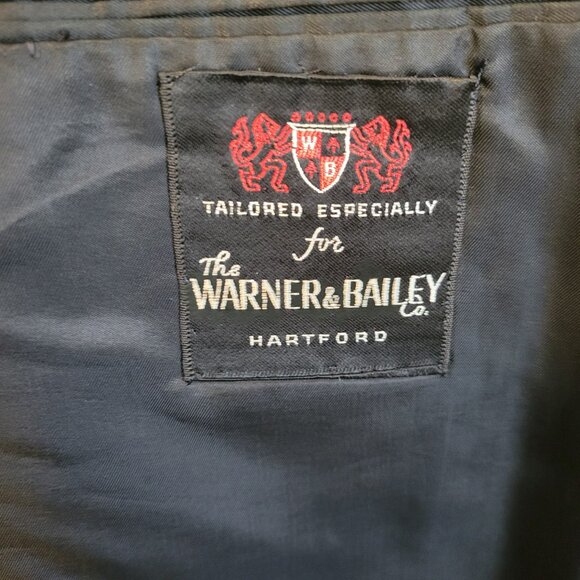 W
B
TAILORED ESPECIALLY
for
The
WARNER & BAILEY
Co.
HARTFORD